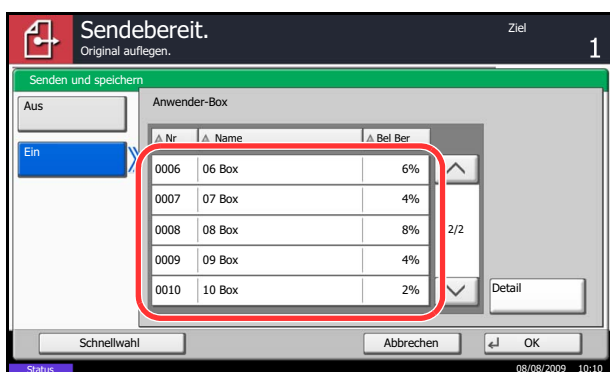 Sendebereit.
Original auflegen.
Ziel
1
Senden und speichern
Aus
Ein
Anwender-Box
Nr Name Bel Ber
0006 06 Box 6%
0007 07 Box 4%
0008 08 Box 8%
0009 09 Box 4%
0010 10 Box 2%
2/2
Detail
Schnellwahl
Abbrechen
OK
Status
08/08/2009 10:10